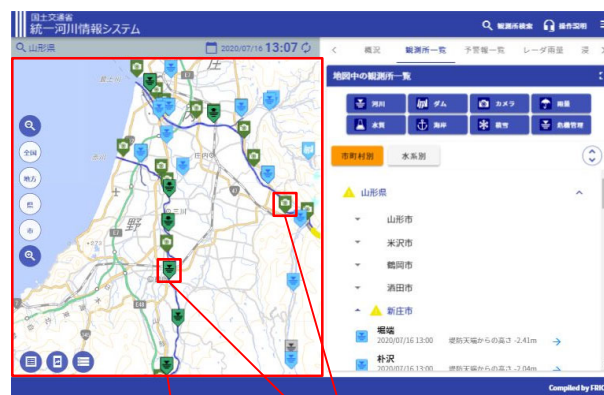 国土交通省
統一河川情報システム
観測所検索
操作説明
山形県
2020/07/16 13:07
概況
観測所一覧
予警報一覧
レーダ雨量
地図中の観測所一覧
河川
ダム
カメラ
雨量
水質
海岸
積雪
危機管理
市町村別
水系別
全国
地方
県
市
山形県
山形市
米沢市
鶴岡市
酒田市
新庄市
堀端
2020/07/16 13:00 堤防天端からの高さ -2.41m
朴沢
2020/07/16 13:00 堤防天端からの高さ -2.04m
Compiled by FRIC